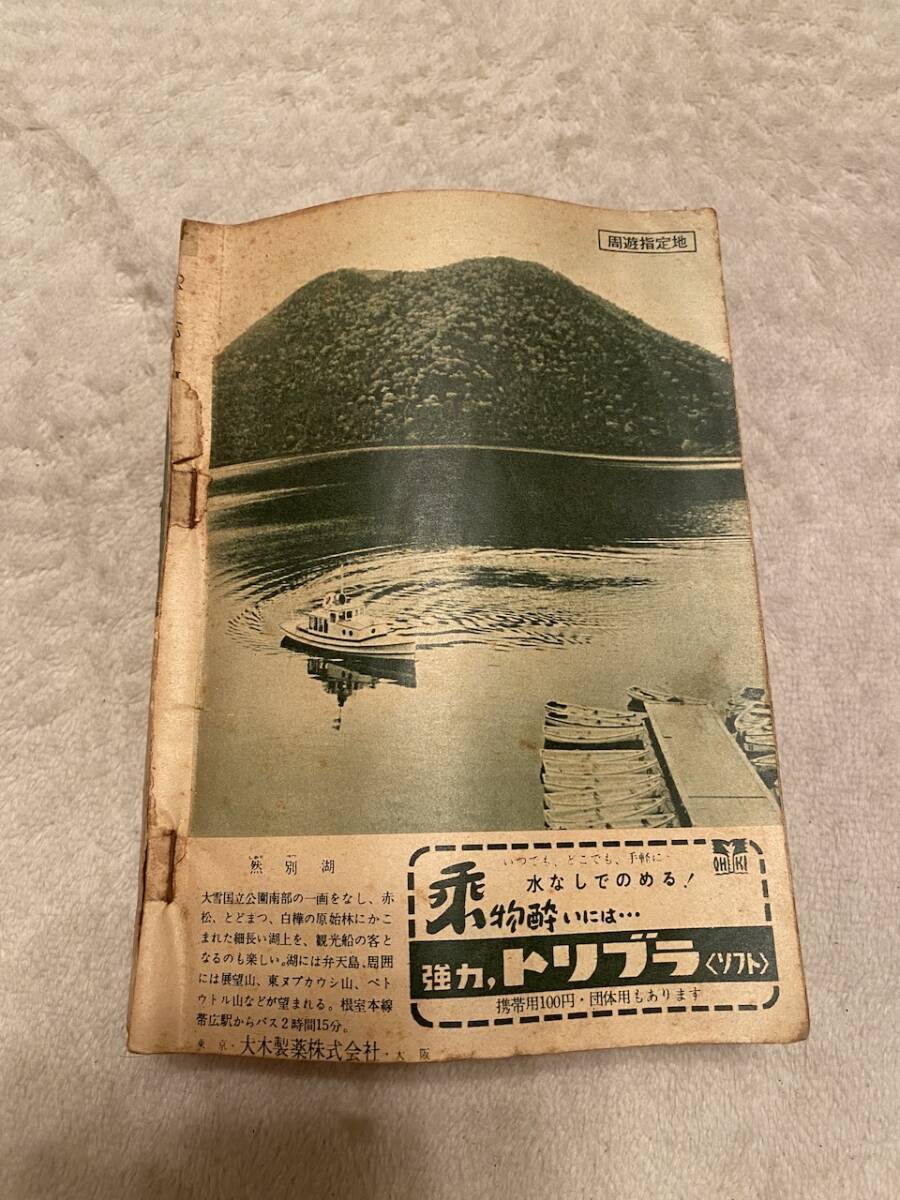 周遊指定地
然別湖
大雪国立公園南部の一画をなし、赤
松、とどまつ、白樺の原始林にかこ
まれた細長い湖上を、観光船の客と
なるのも楽しい。湖には弁天島、周囲
には展望山、東ヌプカウシ山、ペト
ウトル山などが望まれる。根室本線
帯広駅からバス2時間15分。
いつでも、どこでも、手軽に…
水なしでのめる!
乗物酔いには…
強力,トリブラ〈ソフト〉
携帯用100円・団体用もあります
OHKI
東京・大木製薬株式会社・大阪